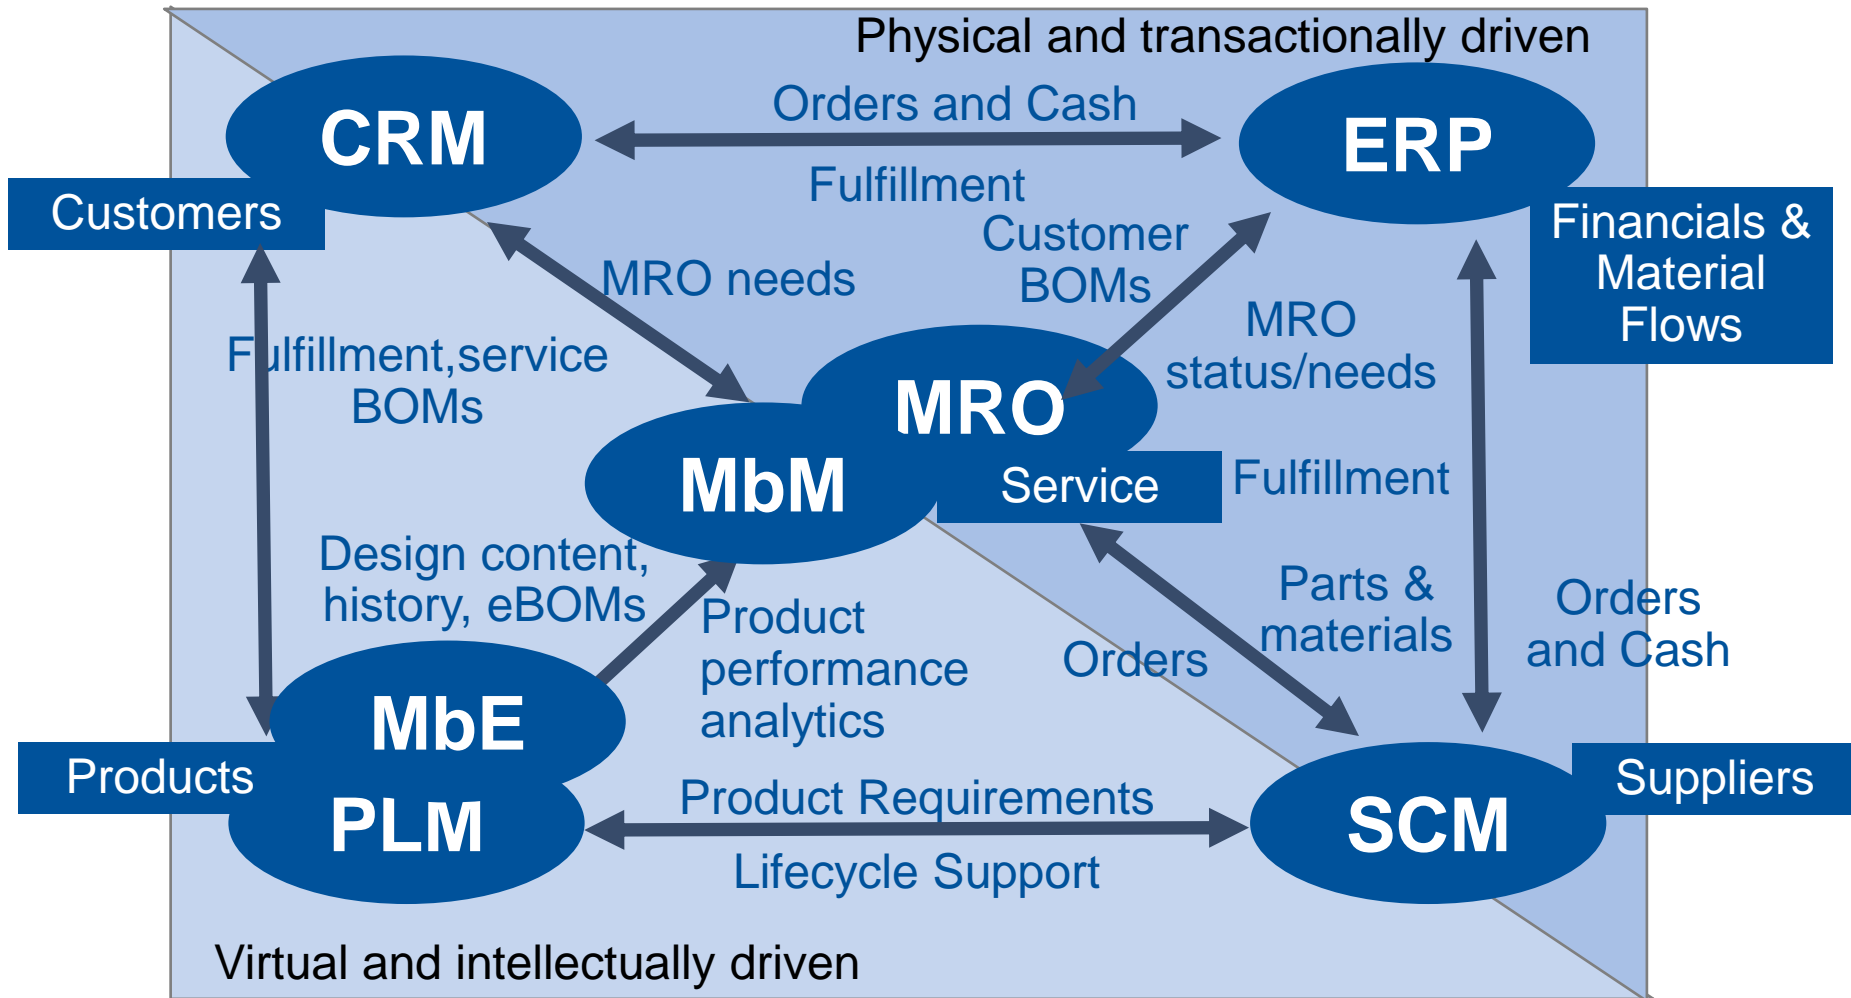 Physical and transactionally driven
CRM
Orders and Cash
ERP
Customers
Fulfillment
Financials &
Material
Flows
Customer
BOMs
MRO needs
MRO
status/needs
Fulfillment,service
BOMs
MRO
MbM
Service
Fulfillment
Design content,
history, eBOMs
Product
performance
analytics
Parts &
materials
Orders
Orders
and Cash
MbE
Products
PLM
Product Requirements
Lifecycle Support
SCM
Suppliers
Virtual and intellectually driven